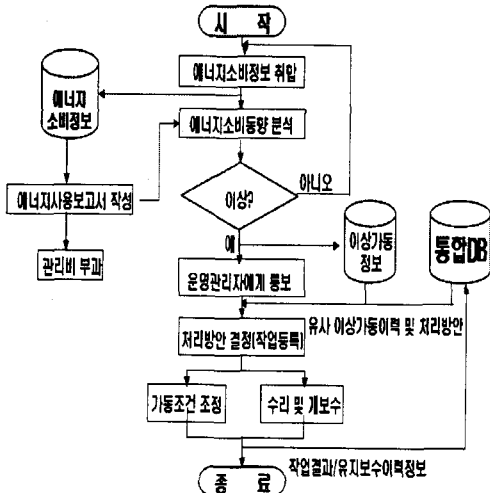 시 작
에너지소비정보 취합
에너지
소비정보
에너지소비동향 분석
아니오
이상?
에너지사용보고서 작성
예
이상가동
정보
통합DB
관리비 부과
운영관리자에게 통보
유사 이상가동이력 및 처리방안
처리방안 결정(작업등록)
가동조건 조정
수리 및 개보수
작업결과/유지보수이력정보
종 료